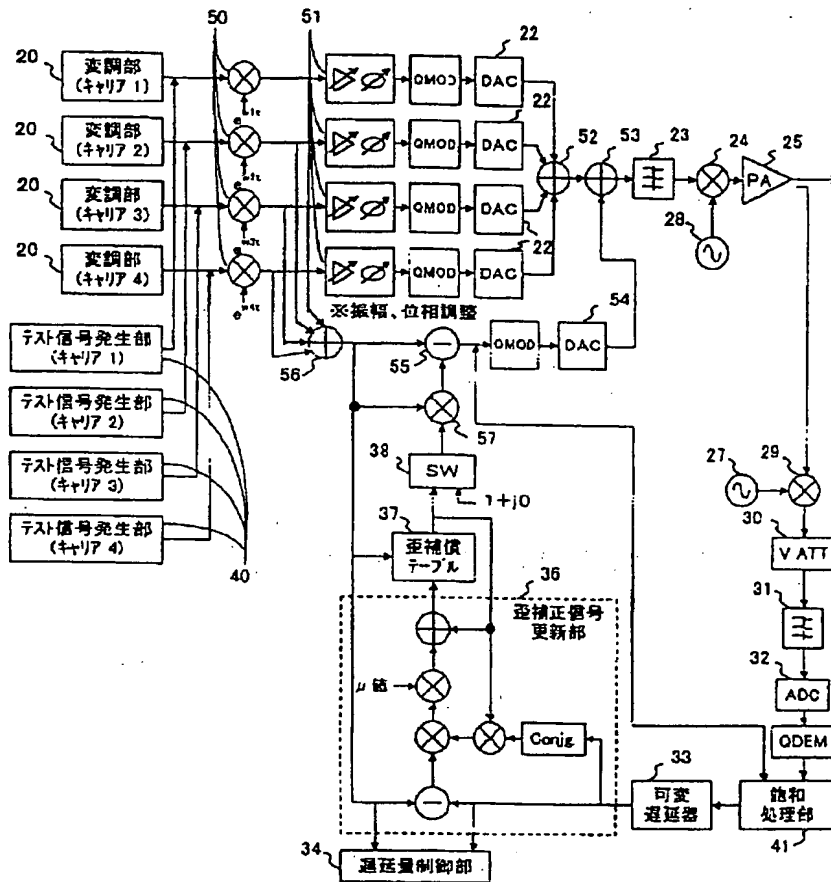 50
51
22
20
変調部
(キャリア 1)
QMOD
DAC
20
変調部
(キャリア 2)
22
QMOD
DAC
52
53
23
24
25
PA
20
変調部
(キャリア 3)
QMOD
DAC
28
20
変調部
(キャリア 4)
22
QMOD
DAC
※振幅、位相調整
54
テスト信号発生部
(キャリア 1)
56
55
QMOD
DAC
テスト信号発生部
(キャリア 2)
57
38
SW
1+j0
27
29
テスト信号発生部
(キャリア 3)
37
歪補償
テーブル
30
V ATT
テスト信号発生部
(キャリア 4)
40
36
歪補正信号
更新部
31
μ値
32
ADC
Conjg
QDEM
33
可変
遅延器
飽和
処理部
41
34
遅延量制御部